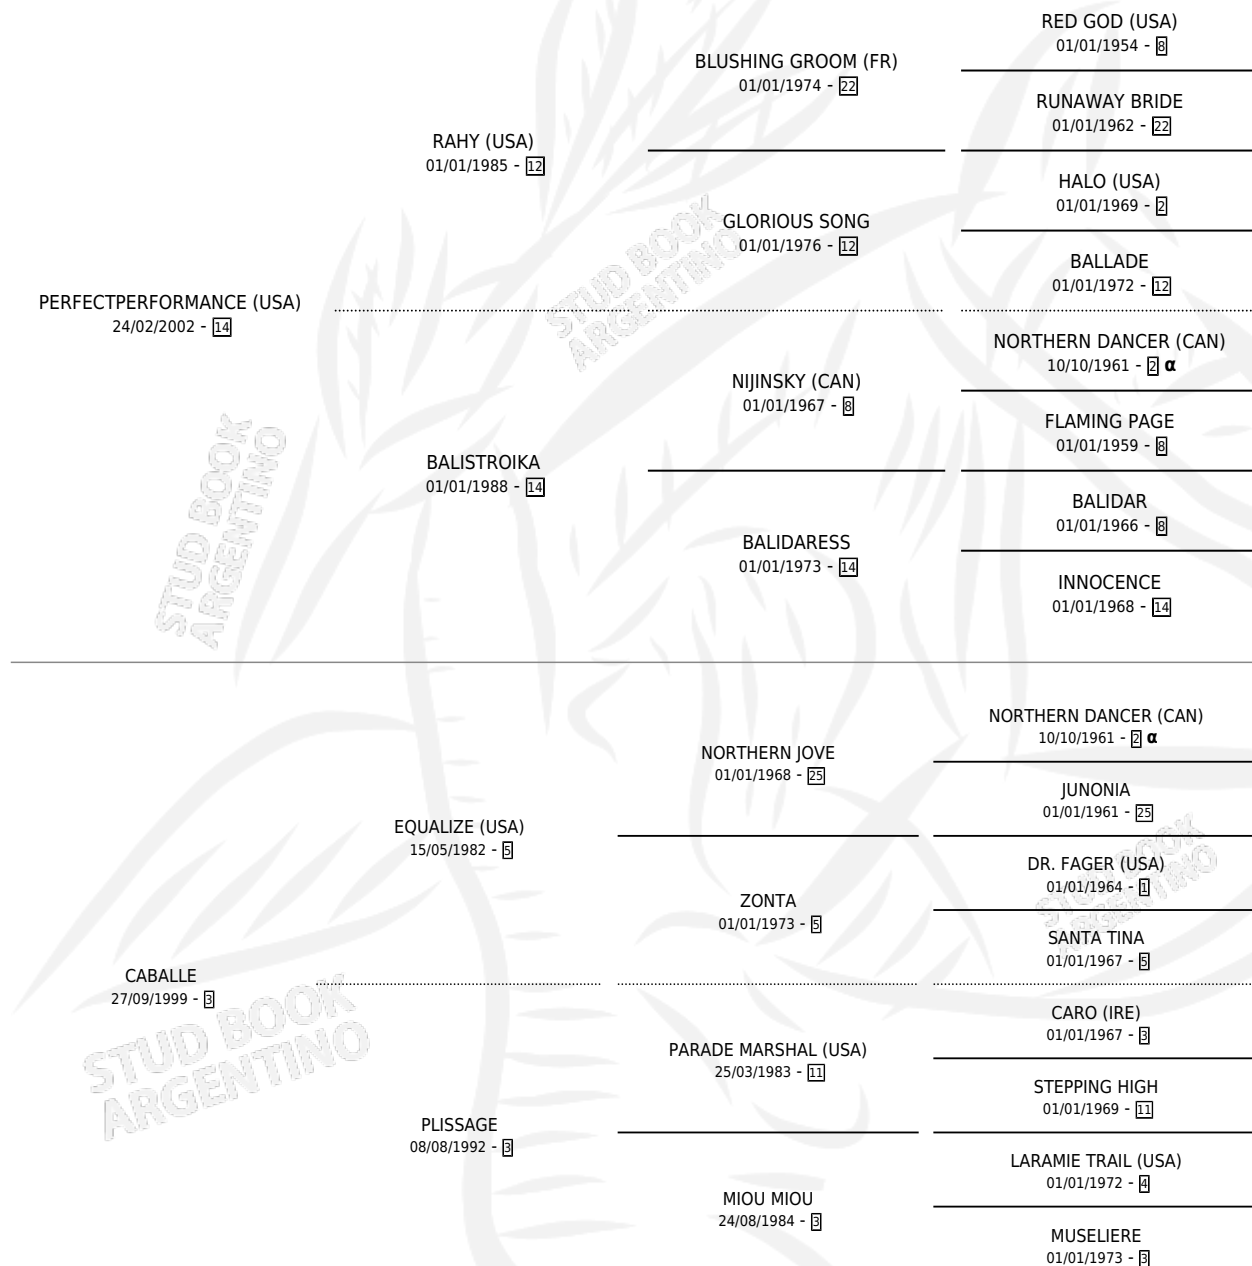 RED GOD (USA)
01/01/1954 - 8
BLUSHING GROOM (FR)
01/01/1974 - 22
RUNAWAY BRIDE
01/01/1962 - 22
RAHY (USA)
01/01/1985 - 12
HALO (USA)
01/01/1969 - 2
GLORIOUS SONG
01/01/1976 - 12
BALLADE
01/01/1972 - 12
PERFECTPERFORMANCE (USA)
24/02/2002 - 14
NORTHERN DANCER (CAN)
10/10/1961 - 2 α
NIJINSKY (CAN)
01/01/1967 - 8
FLAMING PAGE
01/01/1959 - 8
BALISTROIKA
01/01/1988 - 14
BALIDAR
01/01/1966 - 8
BALIDARESS
01/01/1973 - 14
INNOCENCE
01/01/1968 - 14
NORTHERN DANCER (CAN)
10/10/1961 - 2 α
NORTHERN JOVE
01/01/1968 - 25
JUNONIA
01/01/1961 - 25
EQUALIZE (USA)
15/05/1982 - 5
DR. FAGER (USA)
01/01/1964 - 1
ZONTA
01/01/1973 - 5
SANTA TINA
01/01/1967 - 5
CABALLE
27/09/1999 - 3
CARO (IRE)
01/01/1967 - 3
PARADE MARSHAL (USA)
25/03/1983 - 11
STEPPING HIGH
01/01/1969 - 11
PLISSAGE
08/08/1992 - 3
LARAMIE TRAIL (USA)
01/01/1972 - 4
MIOU MIOU
24/08/1984 - 3
MUSELIERE
01/01/1973 - 3
STUD BOOK
ARGENTINO
STUD BOOK
ARGENTINO
STUD BOOK
ARGENTINO
STUD BOOK
ARGENTINO